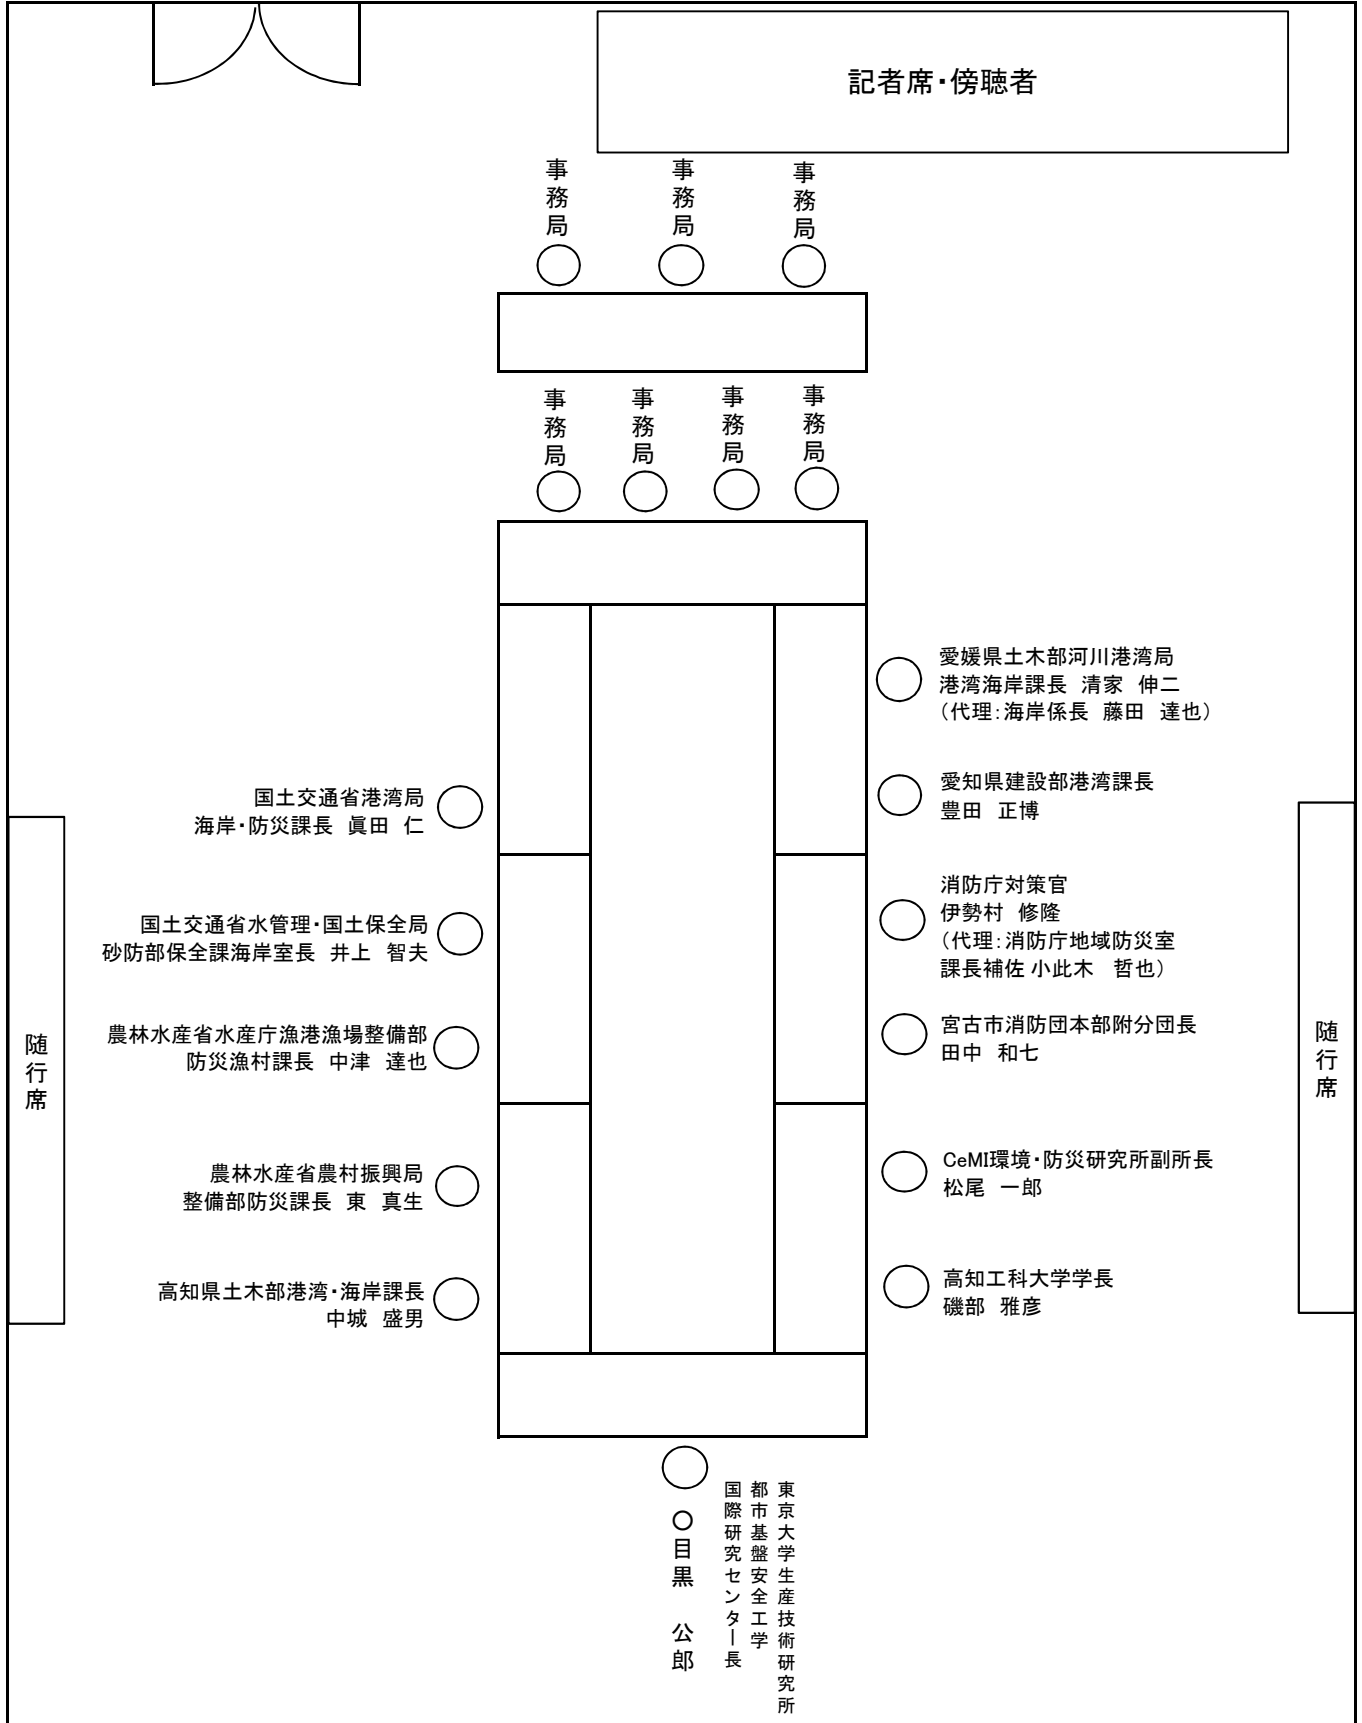 記者席・傍聴者
事務局
事務局
事務局
事務局
事務局
事務局
事務局
愛媛県土木部河川港湾局
港湾海岸課長 清家 伸二
（代理：海岸係長 藤田 達也）
国土交通省港湾局
海岸・防災課長 眞田 仁
愛知県建設部港湾課長
豊田 正博
国土交通省水管理・国土保全局
砂防部保全課海岸室長 井上 智夫
消防庁対策官
伊勢村 修隆
（代理：消防庁地域防災室
課長補佐 小此木 哲也）
農林水産省水産庁漁港漁場整備部
防災漁村課長 中津 達也
宮古市消防団本部附分団長
田中 和七
随行席
随行席
農林水産省農村振興局
整備部防災課長 東 真生
CeMI環境・防災研究所副所長
松尾 一郎
高知県土木部港湾・海岸課長
中城 盛男
高知工科大学学長
磯部 雅彦
東京大学生産技術研究所
都市基盤安全工学
国際研究センター長
○目黒 公郎